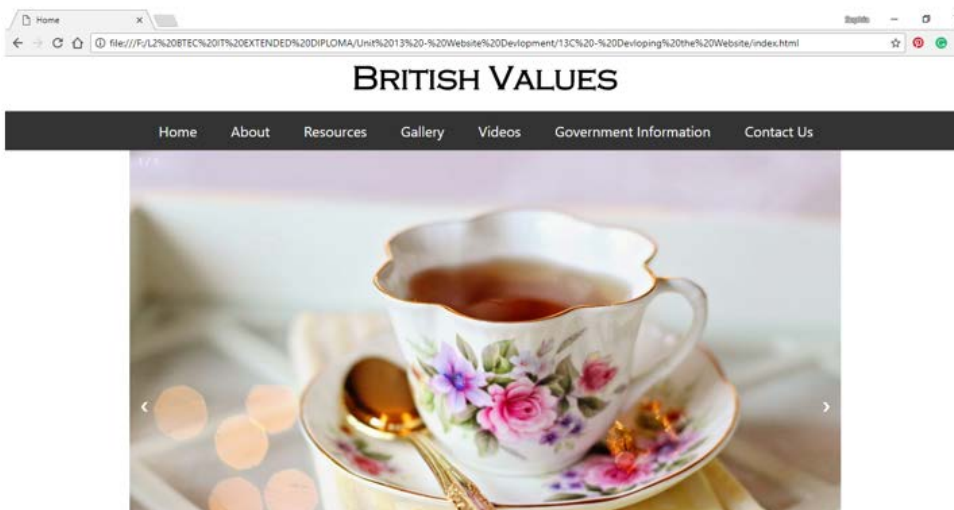 Home
Sophie
file:///F:/L2%20BTEC%20IT%20EXTENDED%20DIPLOMA/Unit%2013%20-%20Website%20Devlopment/13C%20-%20Devloping%20the%20Website/index.html
BRITISH VALUES
Home About Resources Gallery Videos Government Information Contact Us